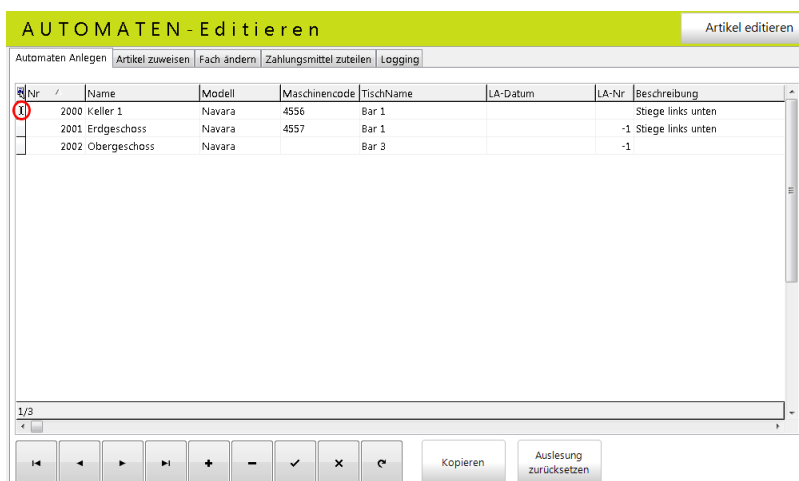 AUTOMATEN-Editieren
Artikel editieren
Automaten Anlegen Artikel zuweisen Fach ändern Zahlungsmittel zuteilen Logging
Nr Name Modell Maschinencode TischName LA-Datum LA-Nr Beschreibung
2000 Keller 1 Navara 4556 Bar 1 Stiege links unten
2001 Erdgeschoss Navara 4557 Bar 1 -1 Stiege links unten
2002 Obergeschoss Navara Bar 3 -1
1/3
Kopieren
Auslesung
zurücksetzen